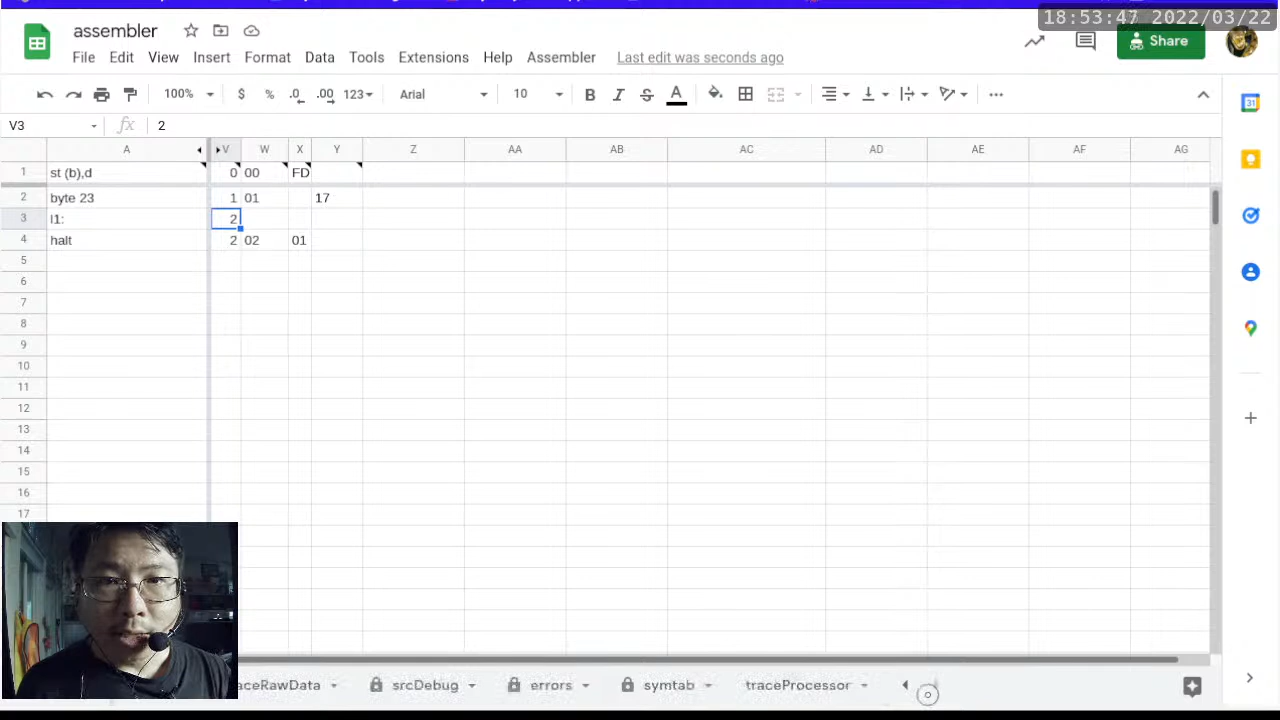 18:53:47 2022/03/22
assembler
Share
File Edit View Insert Format Data Tools Extensions Help Assembler Last edit was seconds ago
100% $ % .0 .00 123 Arial 10 B I S A
V3 fx 2
A V W X Y Z AA AB AC AD AE AF AG
1 st (b),d 0 00 FD
2 byte 23 1 01 17
3 l1: 2
4 halt 2 02 01
5
6
7
8
9
10
11
12
13
14
15
16
17
aceRawData srcDebug errors symtab traceProcessor